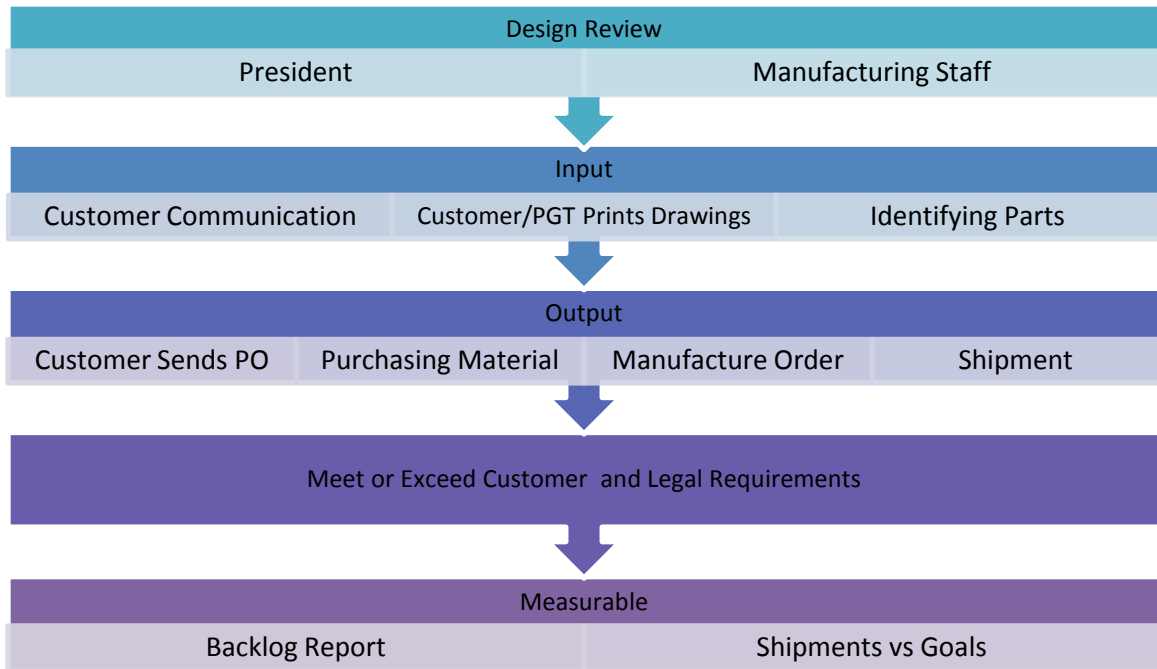 Design Review
President
Manufacturing Staff
Input
Customer Communication
Customer/PGT Prints Drawings
Identifying Parts
Output
Customer Sends PO
Purchasing Material
Manufacture Order
Shipment
Meet or Exceed Customer and Legal Requirements
Measurable
Backlog Report
Shipments vs Goals